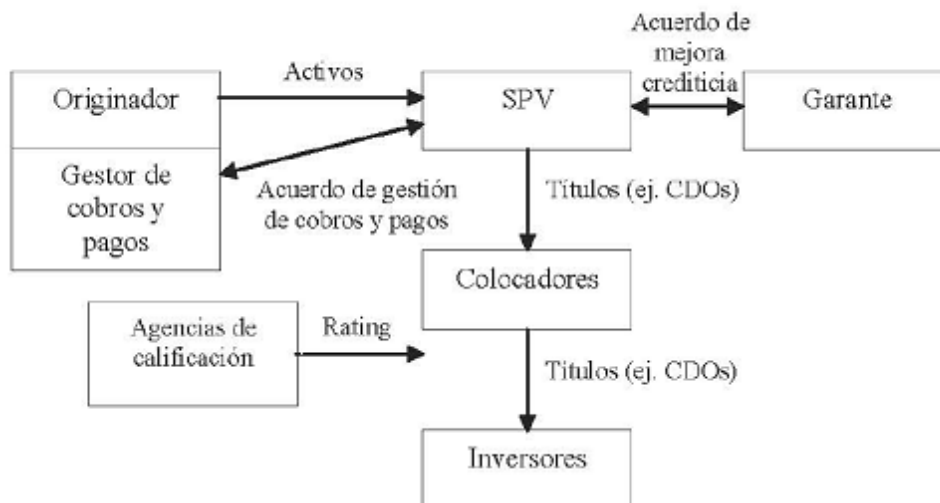 Acuerdo de
mejora
crediticia
Activos
Originador
SPV
Garante
Gestor de
cobros y
pagos
Acuerdo de gestión
de cobros y pagos
Títulos (ej. CDOs)
Colocadores
Agencias de
calificación
Rating
Títulos (ej. CDOs)
Inversores